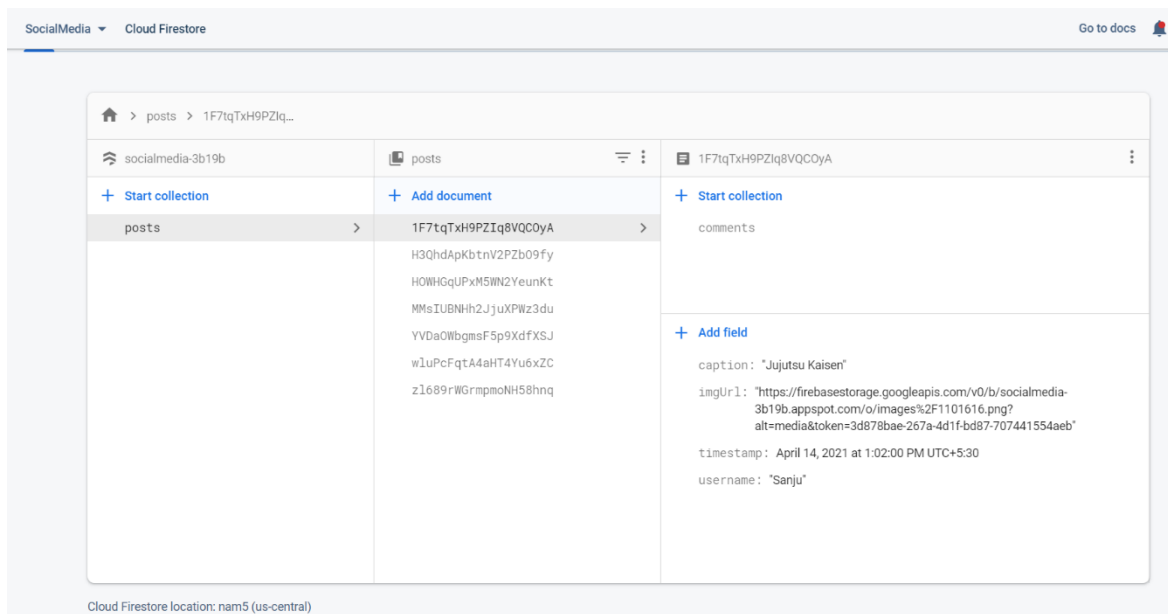 SocialMedia Cloud Firestore Go to docs
posts 1F7tqTxH9PZIq...
socialmedia-3b19b posts 1F7tqTxH9PZIq8VQCOyA
Start collection Add document Start collection
posts 1F7tqTxH9PZIq8VQCOyA comments
H3QhdApKbtnV2PZbO9fy
HOWHGqUPxM5WN2YeunKt
MMsIUBNHh2JjuXPWz3du
YVDaOWbgmsF5p9XdfXSJ
wluPcFqtA4aHT4Yu6xZC
zl689rWGrmpmoNH58hnq
Add field
caption: "Jujutsu Kaisen"
imgUrl: "https://firebasestorage.googleapis.com/v0/b/socialmedia-
3b19b.appspot.com/o/images%2F1101616.png?
alt=media&token=3d878bae-267a-4d1f-bd87-707441554aeb"
timestamp: April 14, 2021 at 1:02:00 PM UTC+5:30
username: "Sanju"
Cloud Firestore location: nam5 (us-central)